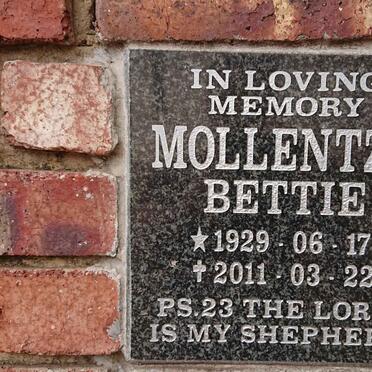 IN LOVING
MEMORY
MOLLENTZ
BETTIE
★ 1929 - 06 - 17
✝ 2011 - 03 - 22
PS.23 THE LOR
IS MY SHEPHE